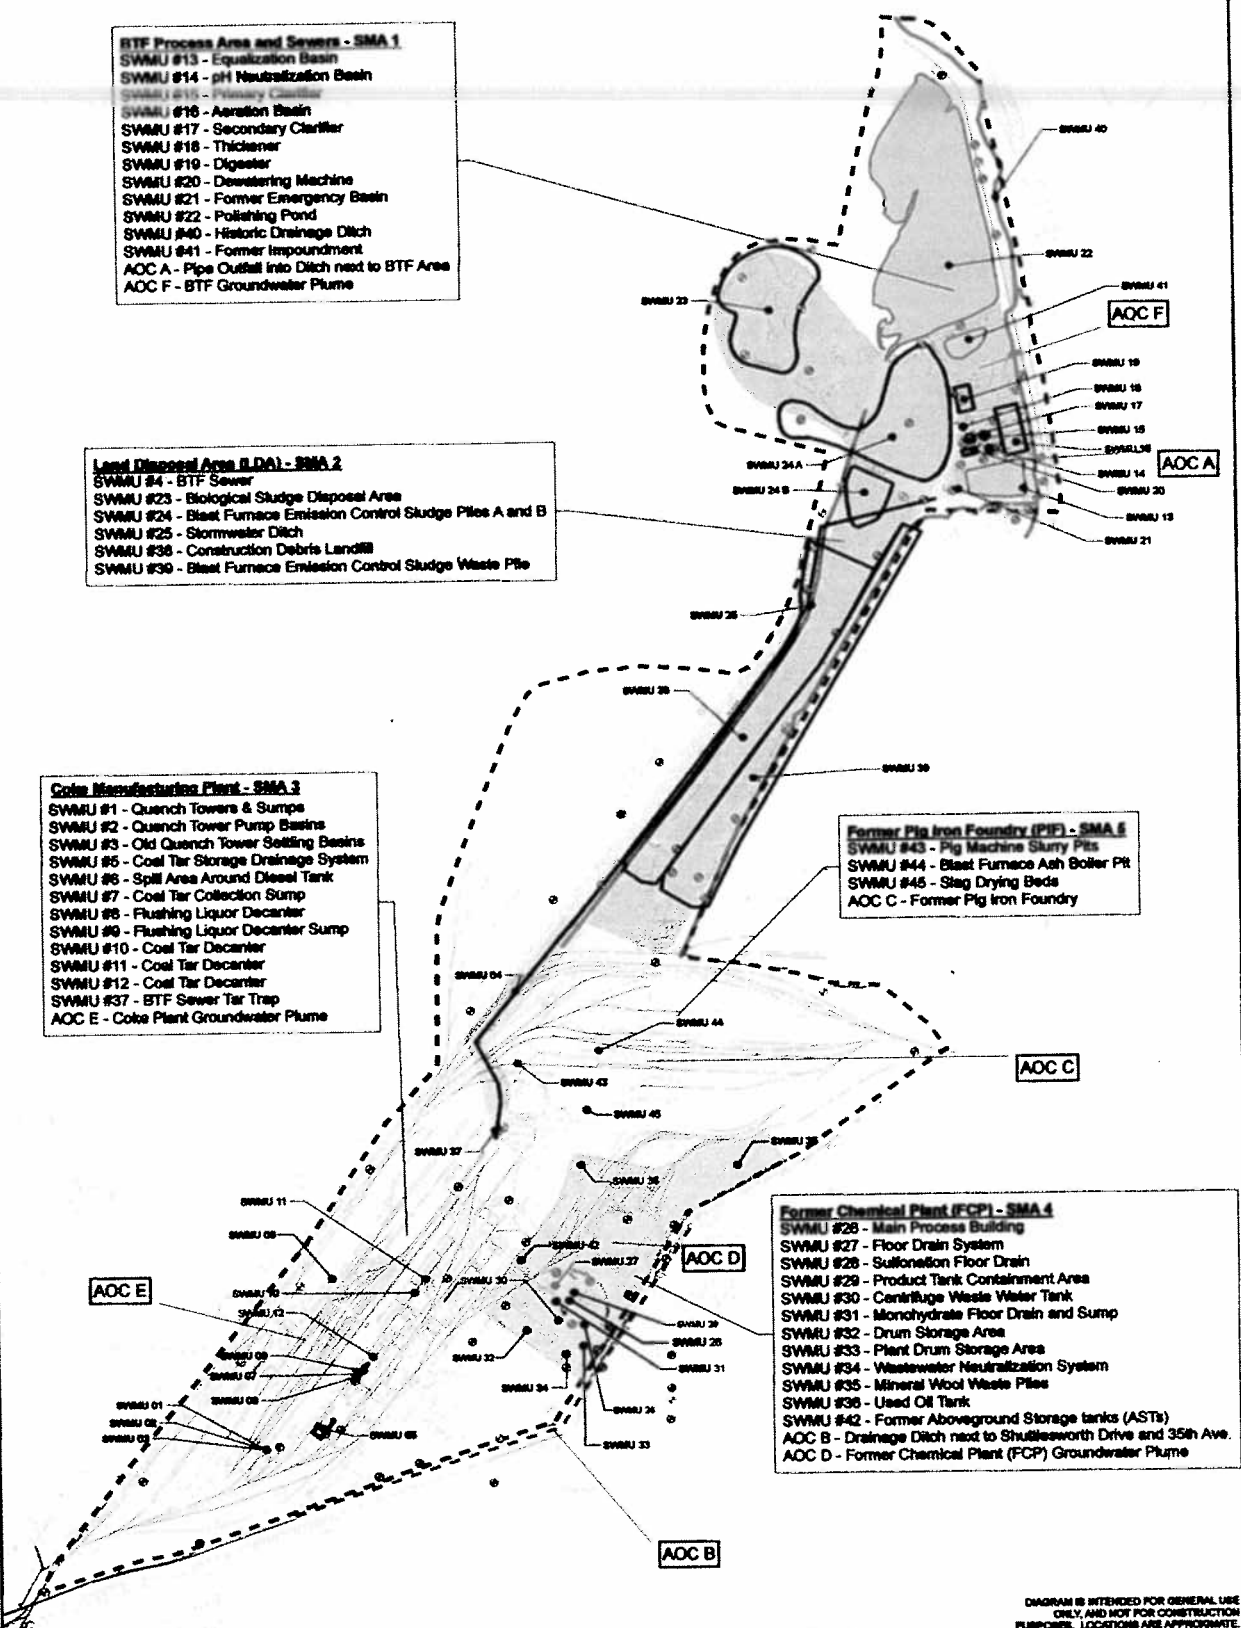 BTF Process Area and Sewers - SMA 1
SWMU #13 - Equalization Basin
SWMU #14 - pH Neutralization Basin
SWMU #15 - Primary Clarifier
SWMU #16 - Aeration Basin
SWMU #17 - Secondary Clarifier
SWMU #18 - Thickener
SWMU #19 - Digester
SWMU #20 - Dewatering Machine
SWMU #21 - Former Emergency Basin
SWMU #22 - Polishing Pond
SWMU #40 - Historic Drainage Ditch
SWMU #41 - Former Impoundment
AOC A - Pipe Outfall into Ditch next to BTF Area
AOC F - BTF Groundwater Plume
SWMU 40
SWMU 22
SWMU 41
AOC F
SWMU 23
SWMU 19
SWMU 18
SWMU 17
SWMU 15
SWMU 16
AOC A
SWMU 14
SWMU 20
SWMU 13
SWMU 21
SWMU 24 A
SWMU 24 B
Land Disposal Area (LDA) - SMA 2
SWMU #4 - BTF Sewer
SWMU #23 - Biological Sludge Disposal Area
SWMU #24 - Blast Furnace Emission Control Sludge Piles A and B
SWMU #25 - Stormwater Ditch
SWMU #38 - Construction Debris Landfill
SWMU #39 - Blast Furnace Emission Control Sludge Waste Pile
SWMU 25
SWMU 38
SWMU 39
Coke Manufacturing Plant - SMA 3
SWMU #1 - Quench Towers & Sumps
SWMU #2 - Quench Tower Pump Basins
SWMU #3 - Old Quench Tower Settling Basins
SWMU #5 - Coal Tar Storage Drainage System
SWMU #6 - Spill Area Around Diesel Tank
SWMU #7 - Coal Tar Collection Sump
SWMU #8 - Flushing Liquor Decanter
SWMU #9 - Flushing Liquor Decanter Sump
SWMU #10 - Coal Tar Decanter
SWMU #11 - Coal Tar Decanter
SWMU #12 - Coal Tar Decanter
SWMU #37 - BTF Sewer Tar Trap
AOC E - Coke Plant Groundwater Plume
Former Pig Iron Foundry (PIF) - SMA 5
SWMU #43 - Pig Machine Slurry Pits
SWMU #44 - Blast Furnace Ash Boiler Pit
SWMU #45 - Slag Drying Beds
AOC C - Former Pig Iron Foundry
SWMU 04
SWMU 44
AOC C
SWMU 43
SWMU 45
SWMU 37
SWMU 35
SWMU 11
AOC D
SWMU 42
SWMU 27
SWMU 30
AOC E
SWMU 12
SWMU 07
SWMU 32
SWMU 31
SWMU 34
SWMU 01
SWMU 33
Former Chemical Plant (FCP) - SMA 4
SWMU #26 - Main Process Building
SWMU #27 - Floor Drain System
SWMU #28 - Sulfonation Floor Drain
SWMU #29 - Product Tank Containment Area
SWMU #30 - Centrifuge Waste Water Tank
SWMU #31 - Monohydrate Floor Drain and Sump
SWMU #32 - Drum Storage Area
SWMU #33 - Plant Drum Storage Area
SWMU #34 - Wastewater Neutralization System
SWMU #35 - Mineral Wool Waste Piles
SWMU #36 - Used Oil Tank
SWMU #42 - Former Aboveground Storage tanks (ASTs)
AOC B - Drainage Ditch next to Shuttlesworth Drive and 35th Ave.
AOC D - Former Chemical Plant (FCP) Groundwater Plume
AOC B
DIAGRAM IS INTENDED FOR GENERAL USE
ONLY, AND NOT FOR CONSTRUCTION
PURPOSES. LOCATIONS ARE APPROXIMATE.